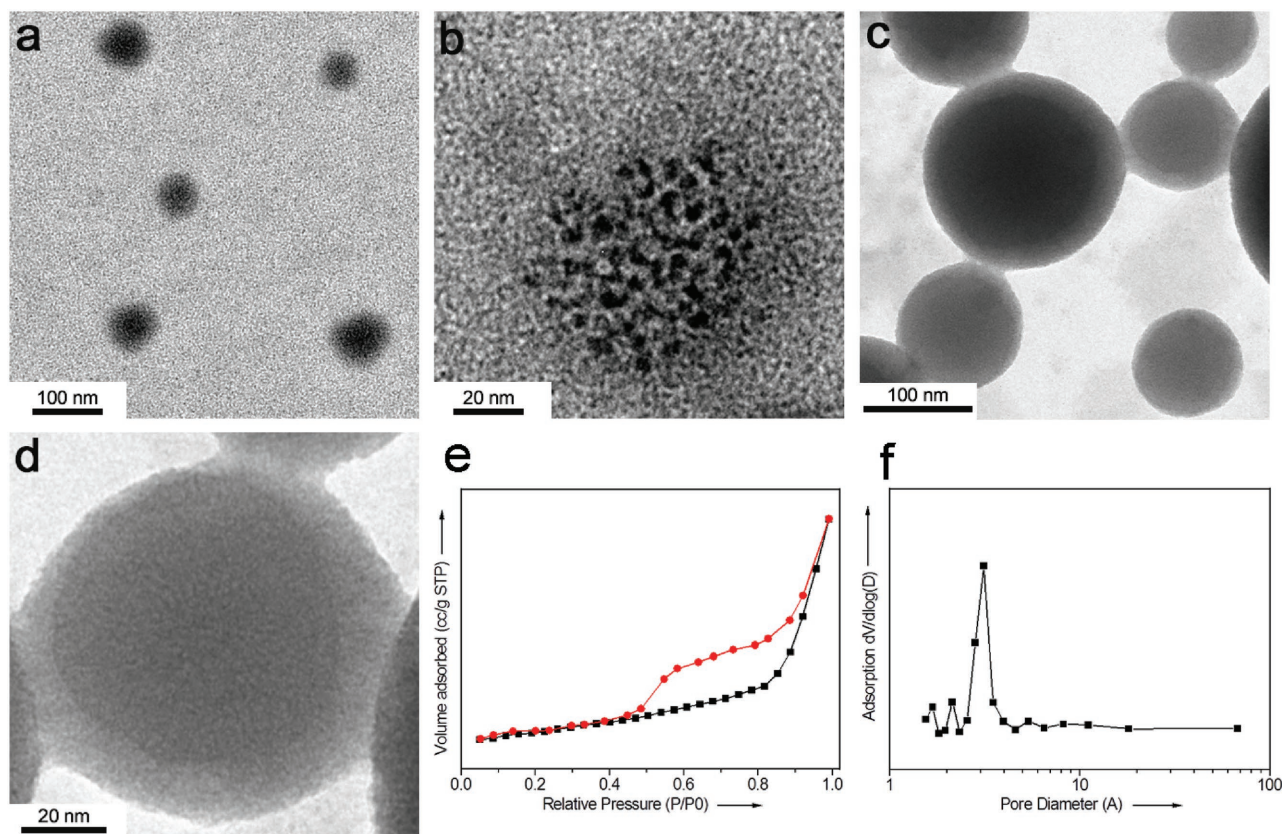 a
b
c
100 nm
20 nm
100 nm
d
20 nm
e
Volume adsorbed (cc/g STP)
0.0 0.2 0.4 0.6 0.8 1.0
Relative Pressure (P/P0)
f
Adsorption dV/dlog(D)
1 10 100
Pore Diameter (A)